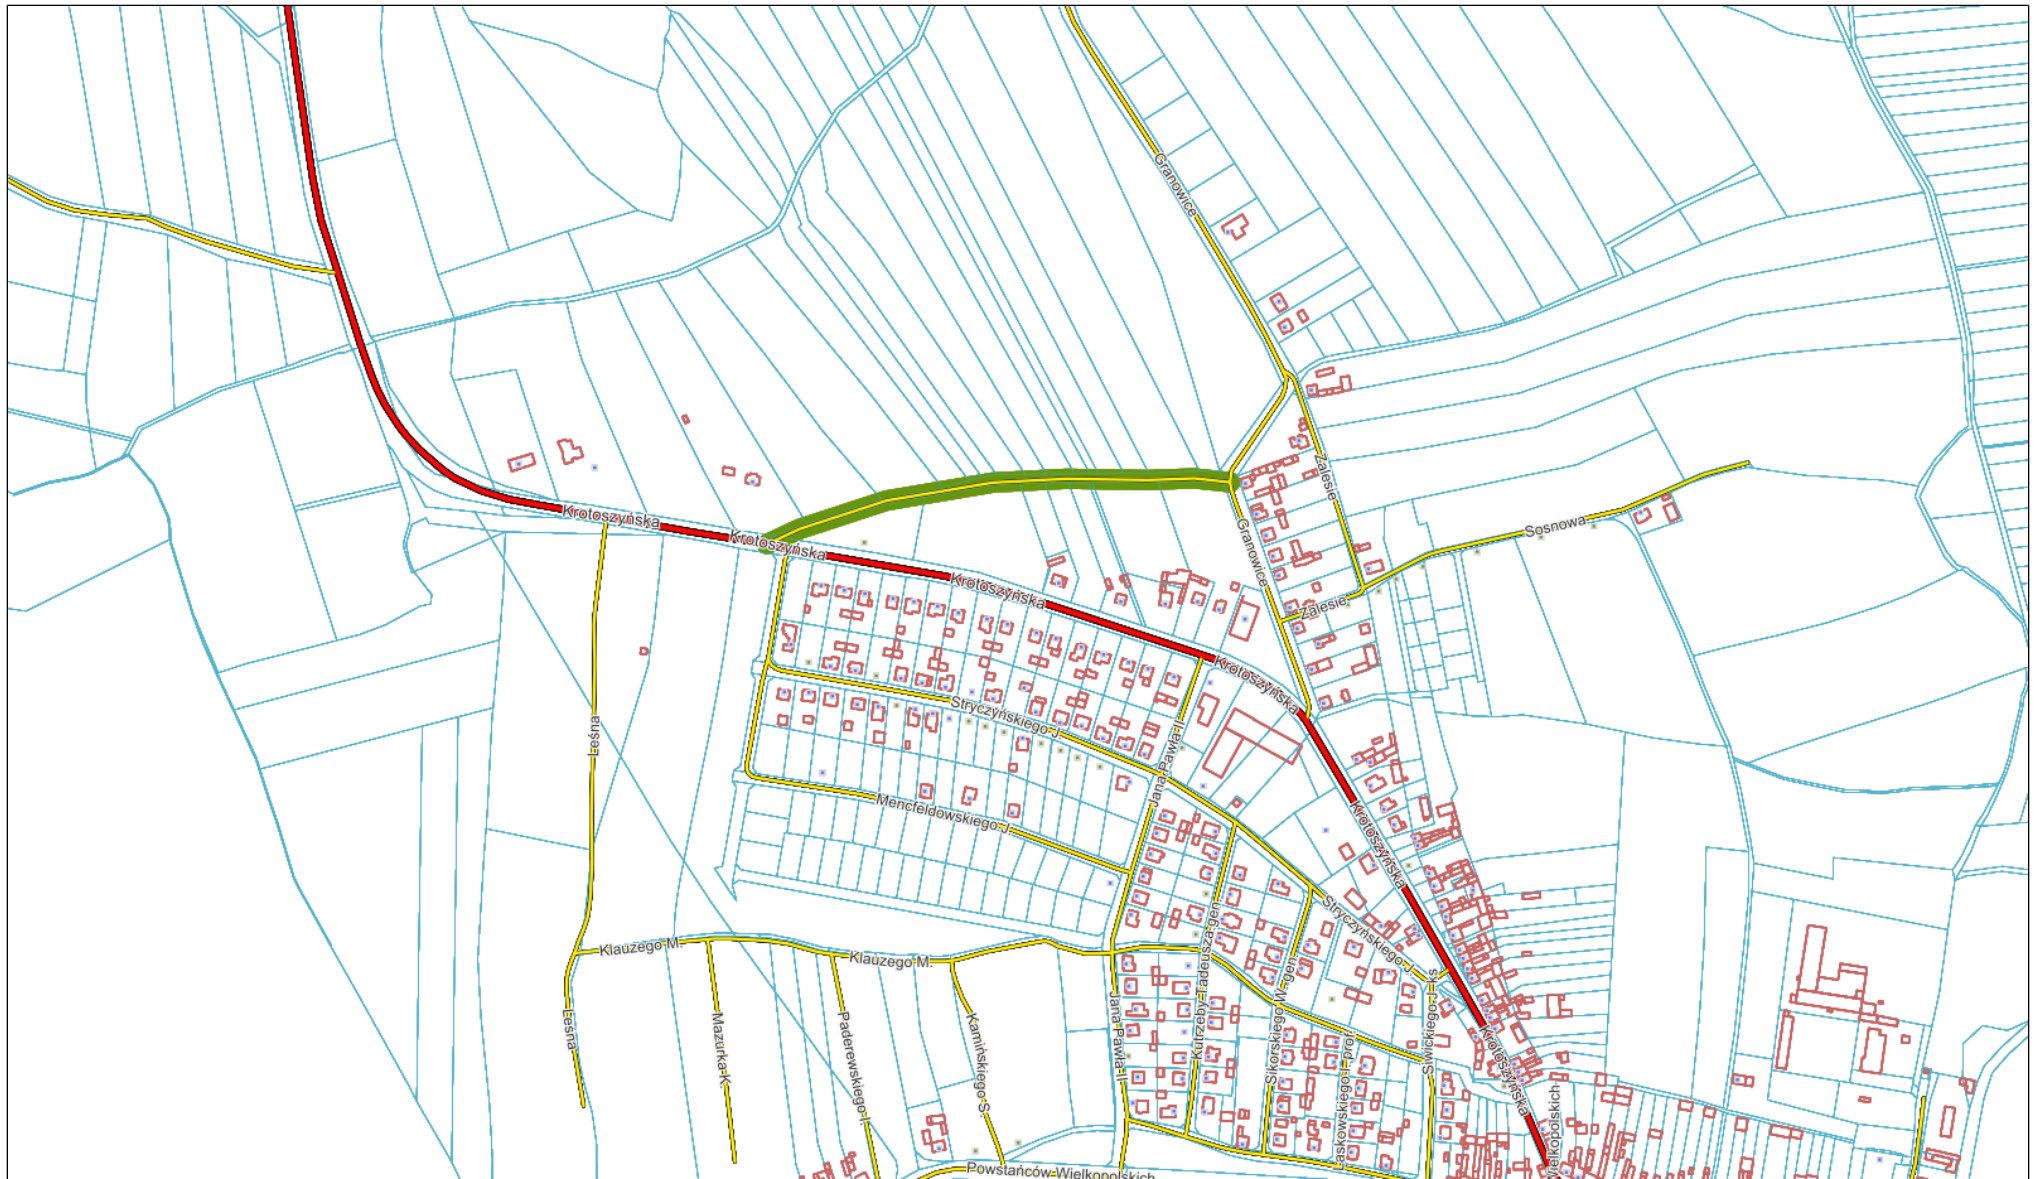 Granowice
Zalesie
Krotoszyńska
Krotoszyńska
Granowice
Sosnowa
Krotoszyńska
Zalesie
Krotoszyńska
Leśna
Stryczyńskiego J.
Jana Pawła II
Mencfeldowskiego J.
Krotoszyńska
Stryczyńskiego J.
Klauzego M.
Klauzego M.
Kutrzeby Tadeusza gen.
Sikorskiego W. gen.
Siwickiego J. ks
Leśna
Mazurka K.
Paderewskiego I.
Kamińskiego S.
Jana Pawła II
Laskowskiego T. prof.
Krotoszyńska
Powstańców Wielkopolskich
Wielkopolskich